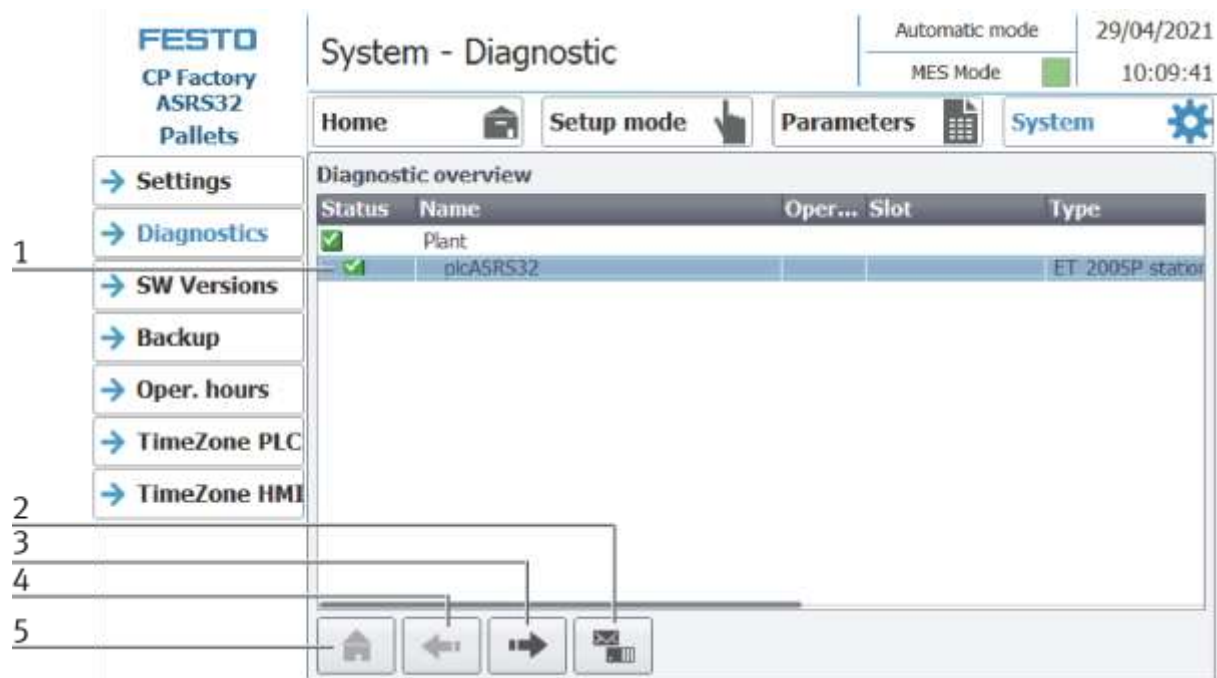 FESTO
CP Factory
ASRS32
Pallets
System - Diagnostic
Automatic mode
MES Mode
29/04/2021
10:09:41
Home
Setup mode
Parameters
System
Settings
Diagnostics
SW Versions
Backup
Oper. hours
TimeZone PLC
TimeZone HMI
Diagnostic overview
Status Name Oper... Slot Type
Plant
plcASRS32 ET 200SP station
1
2
3
4
5